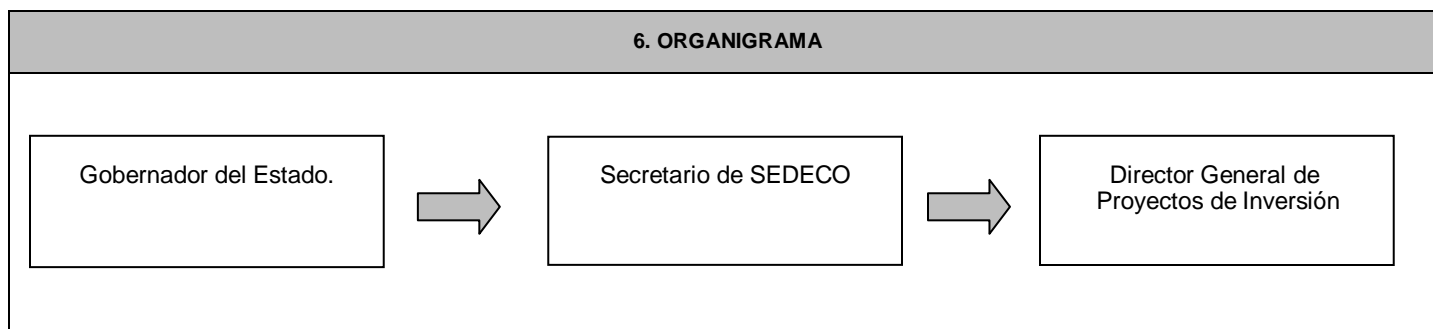 6. ORGANIGRAMA
Gobernador del Estado.
Secretario de SEDECO
Director General de
Proyectos de Inversión